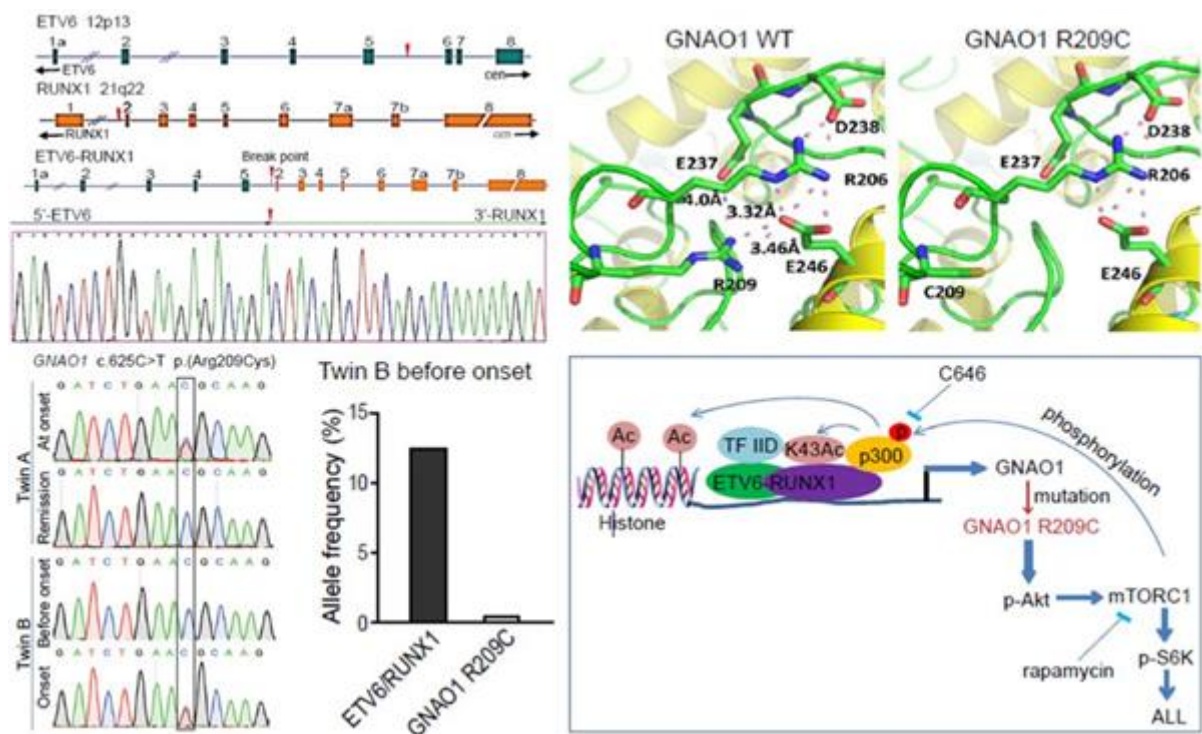 ETV6 12p13
1a 2 3 4 5 6 7 8
ETV6 cen
RUNX1 21q22
1 2 3 4 5 6 7a 7b 8
RUNX1 cen
ETV6-RUNX1 Break point
1a 2 3 4 5 2 3 4 5 6 7a 7b 8
5'-ETV6 3'-RUNX1
GNAO1 WT
4.0Å
3.32Å
3.46Å
E237
D238
R206
R209
E246
GNAO1 R209C
E237
D238
R206
C209
E246
GNAO1 c.625C>T p.(Arg209Cys)
G A T C T G A A C G C A A G
Twin A
At onset
Remission
G A T C T G A A C G C A A G
Twin B
Before onset
G A T C T G A A C G C A A G
Onset
Twin B before onset
Allele frequency (%)
15
10
5
0
ETV6/RUNX1
GNAO1 R209C
C646
phosphorylation
Ac
Ac
TF IID
K43Ac
p300
p
ETV6-RUNX1
Histone
GNAO1
mutation
GNAO1 R209C
p-Akt
mTORC1
rapamycin
p-S6K
ALL